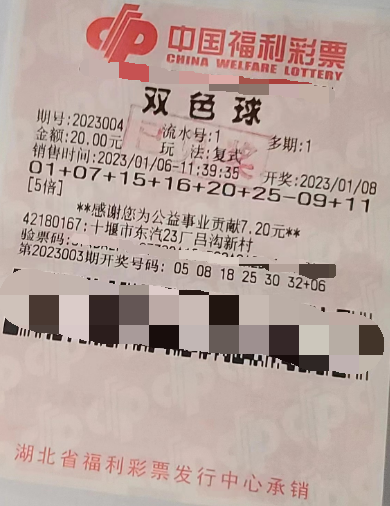 中国福利彩票
CHINA WELFARE LOTTERY
双色球
期号:2023004 流水号:1 多期:1
金额:20.00元 玩法:复式
销售时间:2023/01/06-11:39:35 开奖:2023/01/08
01+07+15+16+20+25-09+11
[5倍]
**感谢您为公益事业贡献7.20元**
42180167:十堰市东汽23厂吕沟新村
验票码:
第2023003期开奖号码: 05 08 18 25 30 32+06
湖北省福利彩票发行中心承销